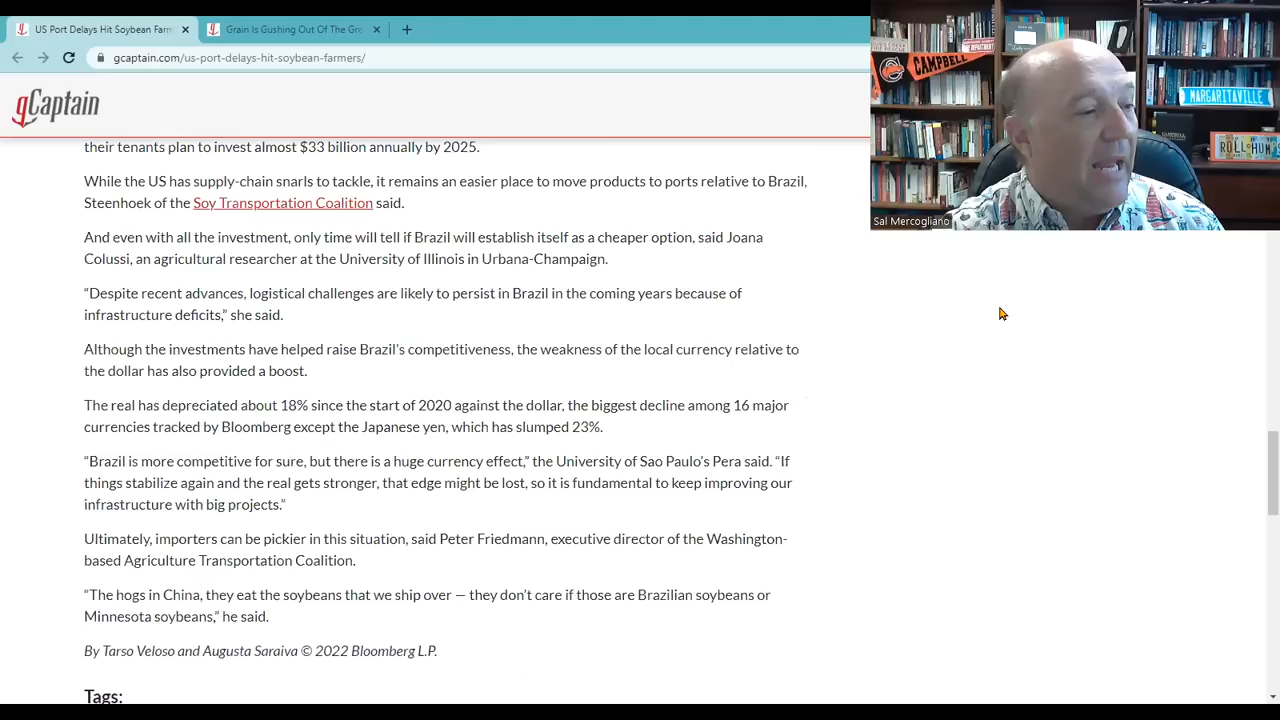 US Port Delays Hit Soybean Farm
Grain Is Gushing Out Of The Gre
gcaptain.com/us-port-delays-hit-soybean-farmers/
gCaptain
CAMPBELL
MARGARITAVILLE
Sal Mercogliano
their tenants plan to invest almost $33 billion annually by 2025.
While the US has supply-chain snarls to tackle, it remains an easier place to move products to ports relative to Brazil,
Steenhoek of the Soy Transportation Coalition said.
And even with all the investment, only time will tell if Brazil will establish itself as a cheaper option, said Joana
Colussi, an agricultural researcher at the University of Illinois in Urbana-Champaign.
“Despite recent advances, logistical challenges are likely to persist in Brazil in the coming years because of
infrastructure deficits,” she said.
Although the investments have helped raise Brazil’s competitiveness, the weakness of the local currency relative to
the dollar has also provided a boost.
The real has depreciated about 18% since the start of 2020 against the dollar, the biggest decline among 16 major
currencies tracked by Bloomberg except the Japanese yen, which has slumped 23%.
“Brazil is more competitive for sure, but there is a huge currency effect,” the University of Sao Paulo’s Pera said. “If
things stabilize again and the real gets stronger, that edge might be lost, so it is fundamental to keep improving our
infrastructure with big projects.”
Ultimately, importers can be pickier in this situation, said Peter Friedmann, executive director of the Washington-
based Agriculture Transportation Coalition.
“The hogs in China, they eat the soybeans that we ship over — they don’t care if those are Brazilian soybeans or
Minnesota soybeans,” he said.
By Tarso Veloso and Augusta Saraiva © 2022 Bloomberg L.P.
Tags: